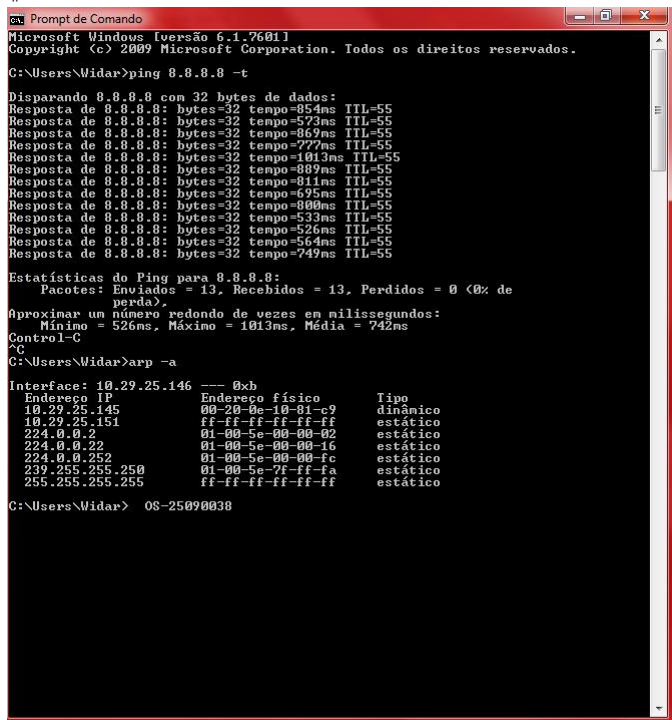 Prompt de Comando
Microsoft Windows [versão 6.1.7601]
Copyright (c) 2009 Microsoft Corporation. Todos os direitos reservados.
C:\Users\Widar>ping 8.8.8.8 -t
Disparando 8.8.8.8 com 32 bytes de dados:
Resposta de 8.8.8.8: bytes=32 tempo=854ms TTL=55
Resposta de 8.8.8.8: bytes=32 tempo=573ms TTL=55
Resposta de 8.8.8.8: bytes=32 tempo=869ms TTL=55
Resposta de 8.8.8.8: bytes=32 tempo=777ms TTL=55
Resposta de 8.8.8.8: bytes=32 tempo=1013ms TTL=55
Resposta de 8.8.8.8: bytes=32 tempo=889ms TTL=55
Resposta de 8.8.8.8: bytes=32 tempo=811ms TTL=55
Resposta de 8.8.8.8: bytes=32 tempo=695ms TTL=55
Resposta de 8.8.8.8: bytes=32 tempo=800ms TTL=55
Resposta de 8.8.8.8: bytes=32 tempo=533ms TTL=55
Resposta de 8.8.8.8: bytes=32 tempo=526ms TTL=55
Resposta de 8.8.8.8: bytes=32 tempo=564ms TTL=55
Resposta de 8.8.8.8: bytes=32 tempo=749ms TTL=55
Estatísticas do Ping para 8.8.8.8:
Pacotes: Enviados = 13, Recebidos = 13, Perdidos = 0 (0% de
perda),
Aproximar um número redondo de vezes em milissegundos:
Mínimo = 526ms, Máximo = 1013ms, Média = 742ms
Control-C
^C
C:\Users\Widar>arp -a
Interface: 10.29.25.146 --- 0xb
Endereço IP Endereço físico Tipo
10.29.25.145 00-20-0e-10-81-c9 dinâmico
10.29.25.151 ff-ff-ff-ff-ff-ff estático
224.0.0.2 01-00-5e-00-00-02 estático
224.0.0.22 01-00-5e-00-00-16 estático
224.0.0.252 01-00-5e-00-00-fc estático
239.255.255.250 01-00-5e-7f-ff-fa estático
255.255.255.255 ff-ff-ff-ff-ff-ff estático
C:\Users\Widar> OS-25090038